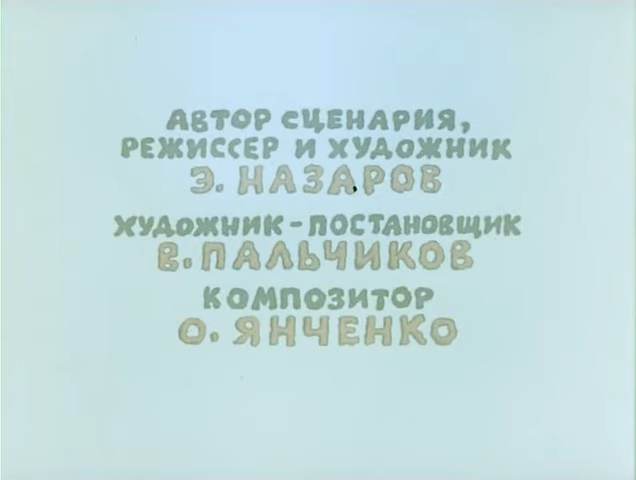 АВТОР СЦЕНАРИЯ,
РЕЖИССЕР И ХУДОЖНИК
Э. НАЗАРОВ
ХУДОЖНИК-ПОСТАНОВЩИК
В. ПАЛЬЧИКОВ
КОМПОЗИТОР
О. ЯНЧЕНКО